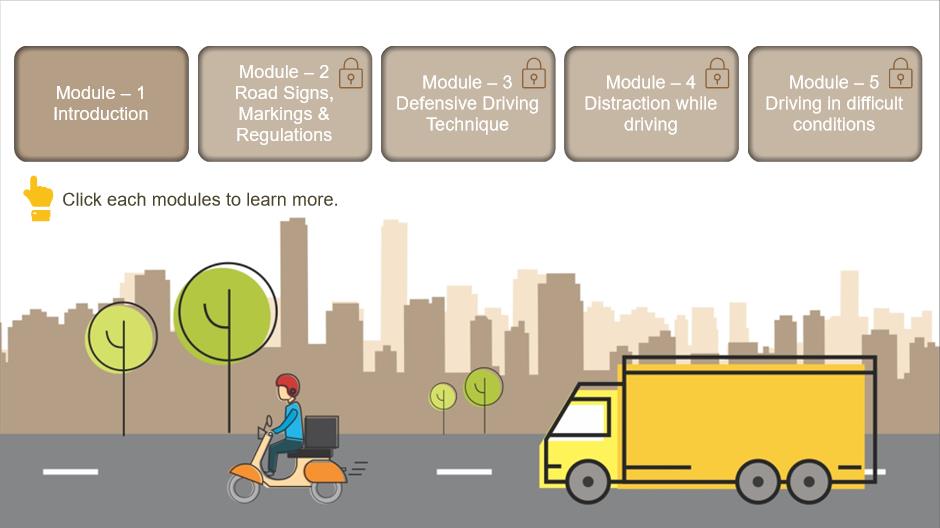 Module – 1
Introduction
Module – 2
Road Signs,
Markings &
Regulations
Module – 3
Defensive Driving
Technique
Module – 4
Distraction while
driving
Module – 5
Driving in difficult
conditions
Click each modules to learn more.